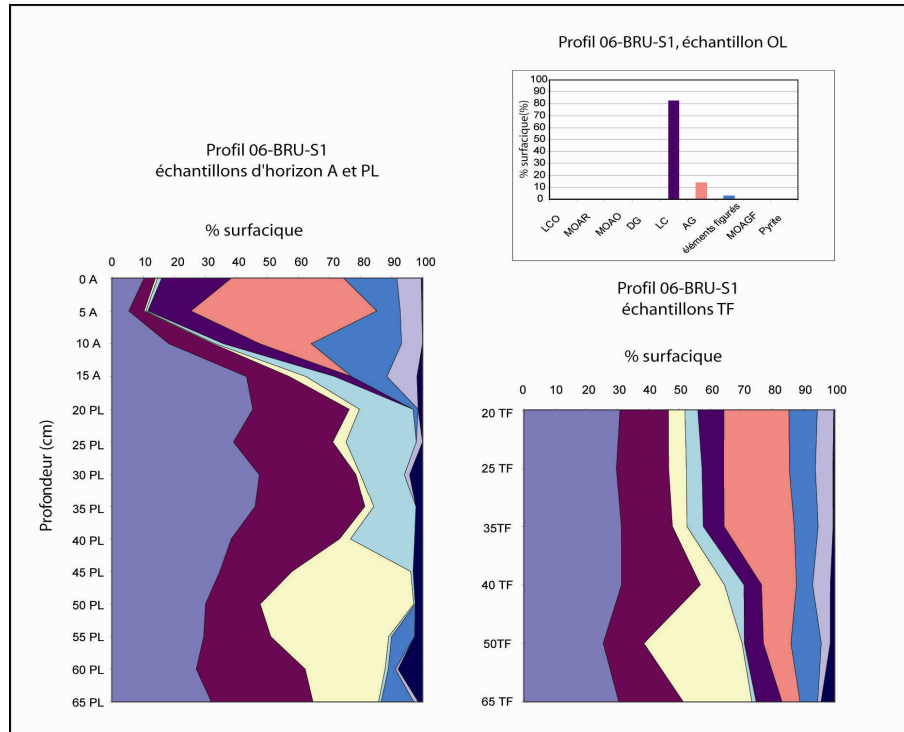 Profil 06-BRU-S1, échantillon OL
% surfacique(%)
100
90
80
70
60
50
40
30
20
10
0
LCO
MOAR
MOAO
DG
LC
AG
éléments figurés
MOAGF
Pyrite
Profil 06-BRU-S1
échantillons d'horizon A et PL
% surfacique
0 10 20 30 40 50 60 70 80 90 100
Profondeur (cm)
0 A
5 A
10 A
15 A
20 PL
25 PL
30 PL
35 PL
40 PL
45 PL
50 PL
55 PL
60 PL
65 PL
Profil 06-BRU-S1
échantillons TF
% surfacique
0 10 20 30 40 50 60 70 80 90 100
20 TF
25 TF
35TF
40 TF
50TF
65 TF